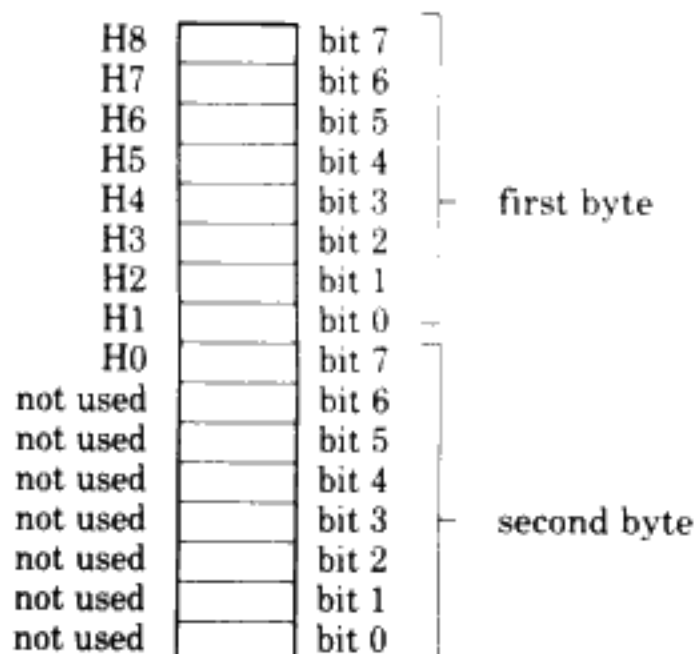 H8 bit 7
H7 bit 6
H6 bit 5
H5 bit 4
H4 bit 3 first byte
H3 bit 2
H2 bit 1
H1 bit 0
H0 bit 7
not used bit 6
not used bit 5
not used bit 4
not used bit 3 second byte
not used bit 2
not used bit 1
not used bit 0